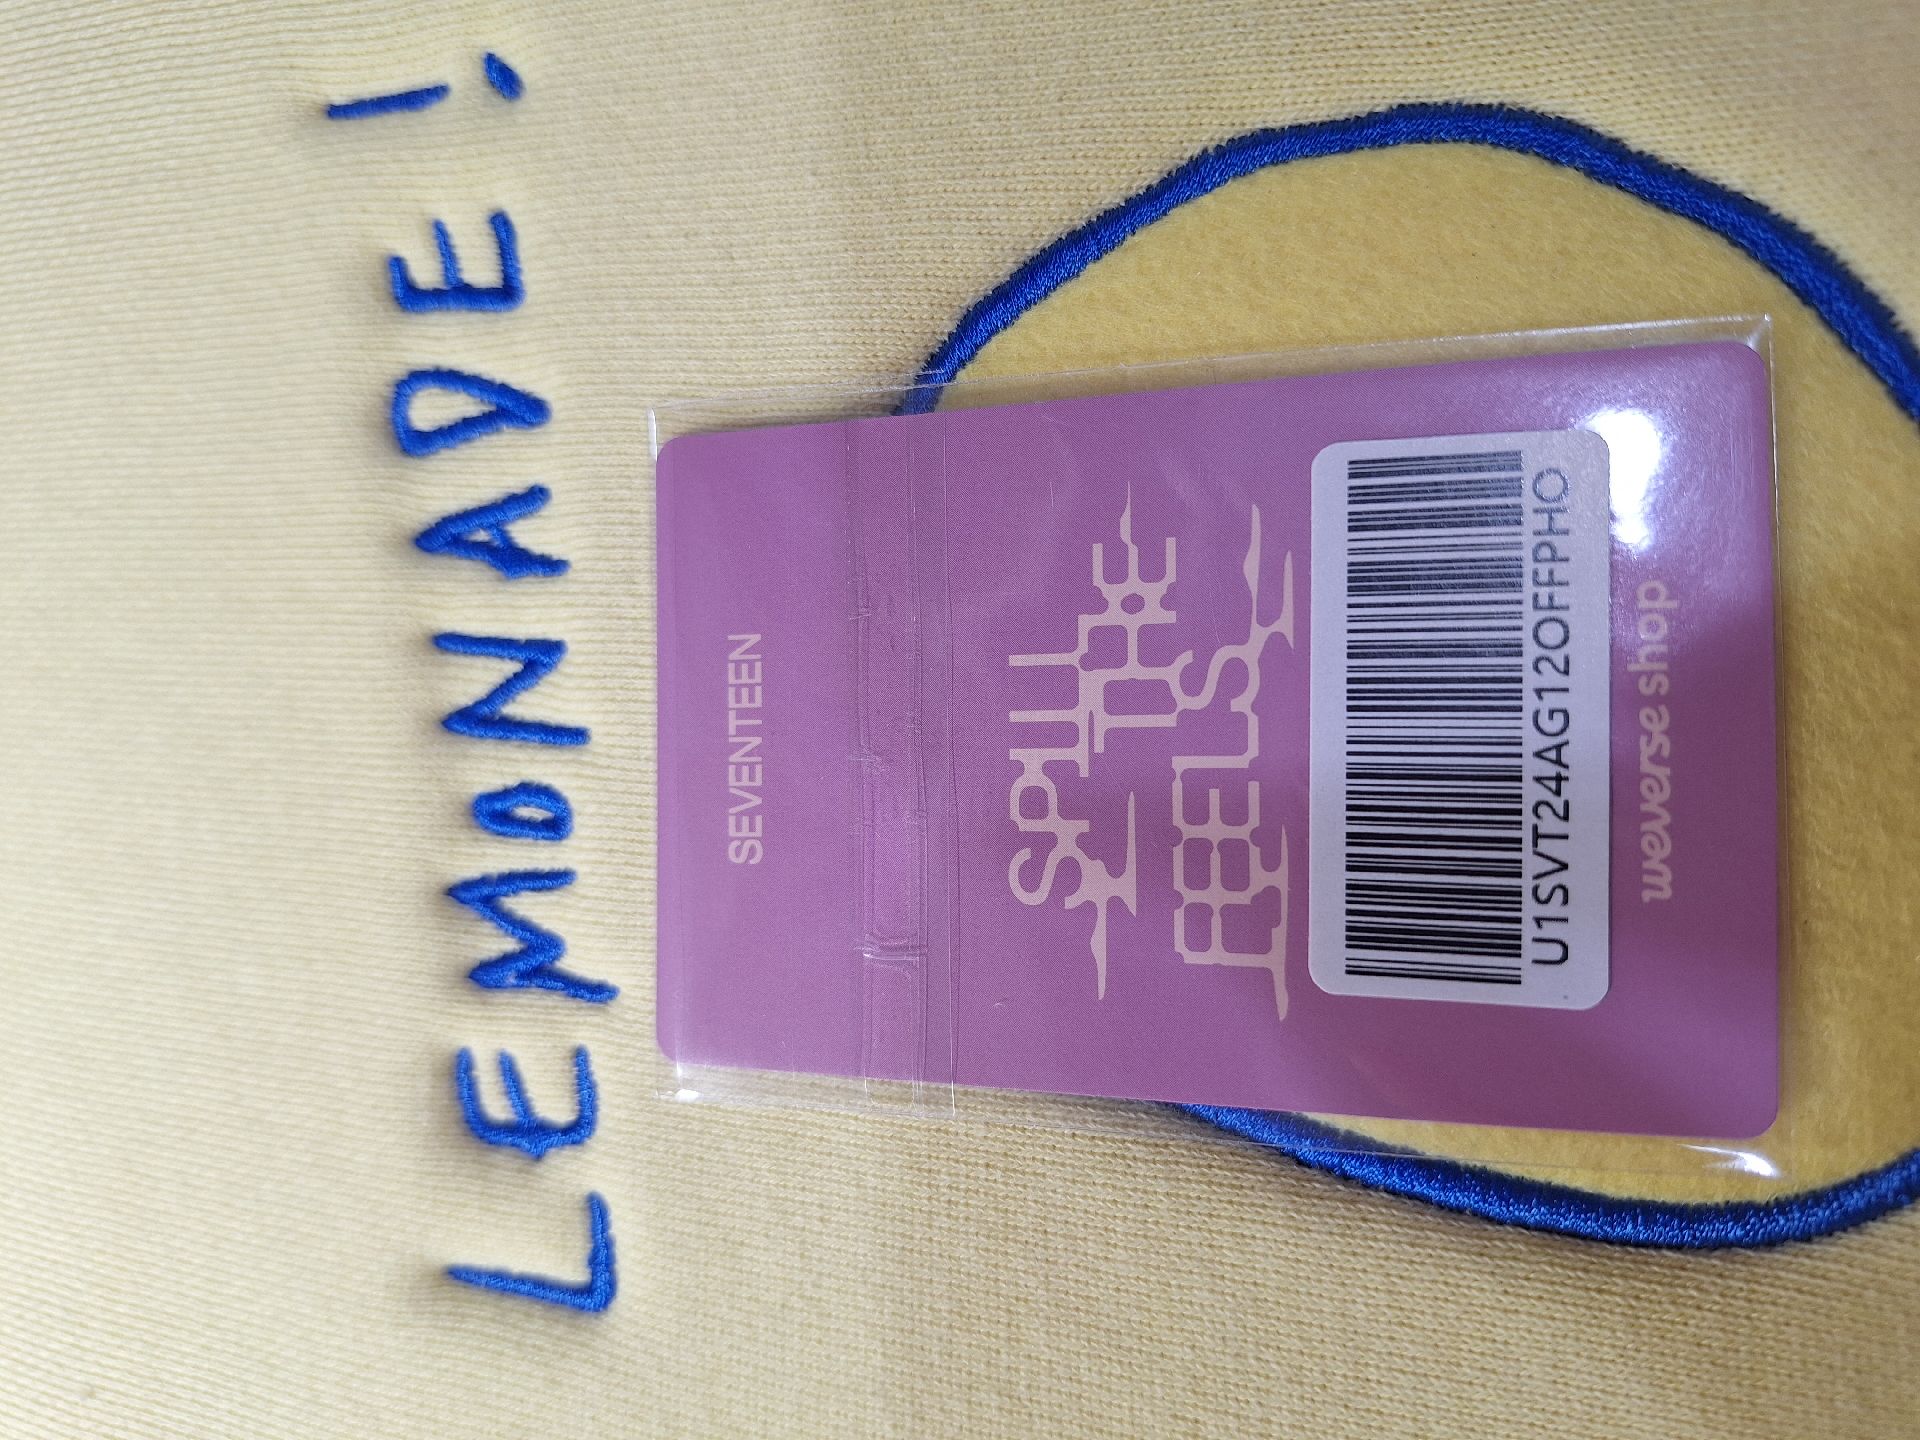 LEMONADE!
SEVENTEEN
SPILL THE
FEELS
U1SVT24AG12OFFPHO
weverse shop